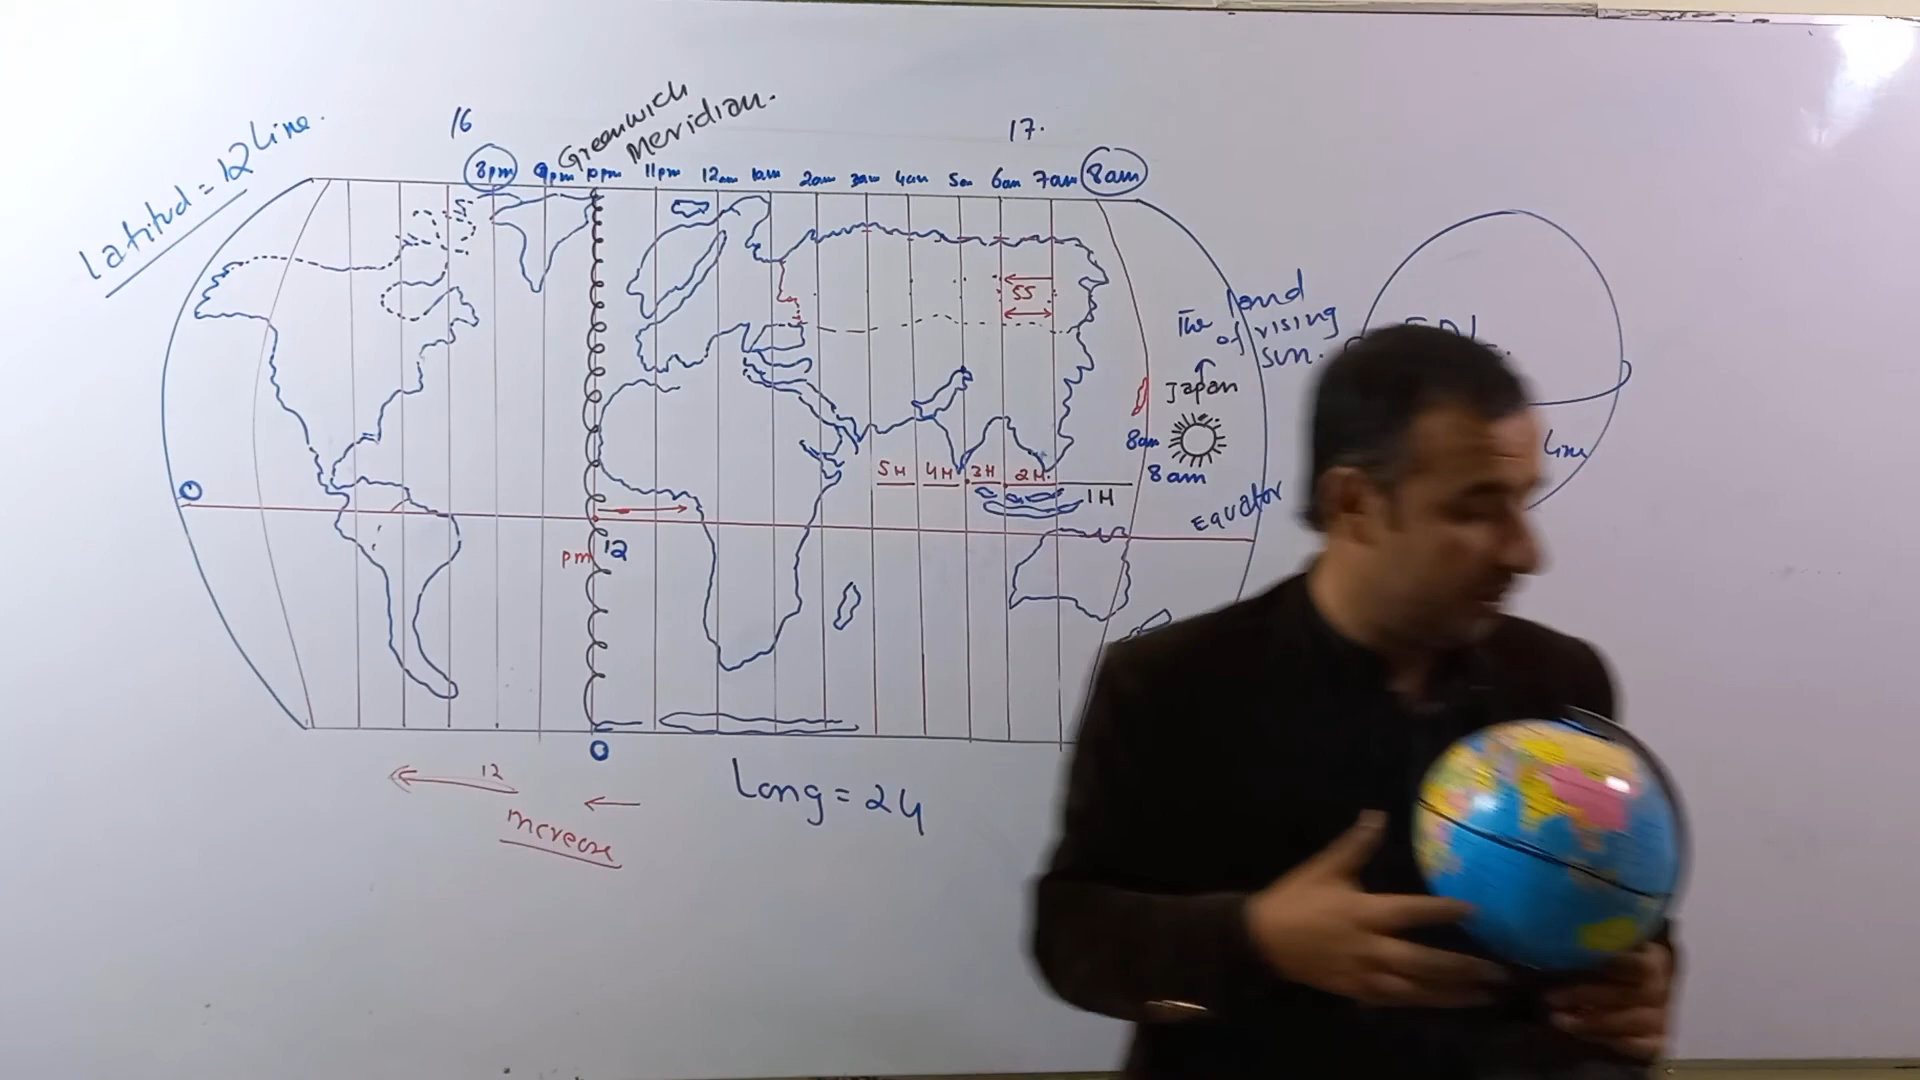 Latitud = 12 Line.
16
Greenwich
Meridian.
17.
8pm 9pm 10pm 11pm 12am 1am 2am 3am 4am 5am 6am 7am 8am
55
The land
of rising
sun.
Japan
8am
8am
5H 4H 3H 2H.
1H
Equator
Line
0
pm 12
0
12
increase
Long = 24